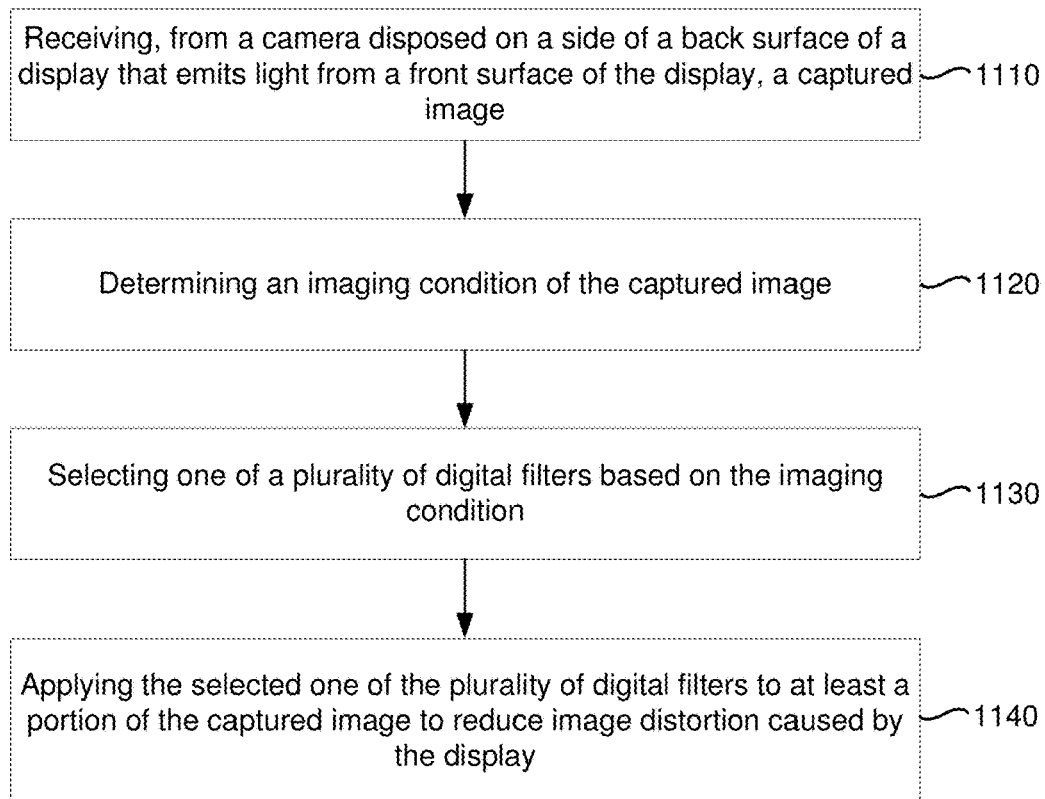 Receiving, from a camera disposed on a side of a back surface of a
display that emits light from a front surface of the display, a captured
image
1110
Determining an imaging condition of the captured image
1120
Selecting one of a plurality of digital filters based on the imaging
condition
1130
Applying the selected one of the plurality of digital filters to at least a
portion of the captured image to reduce image distortion caused by
the display
1140